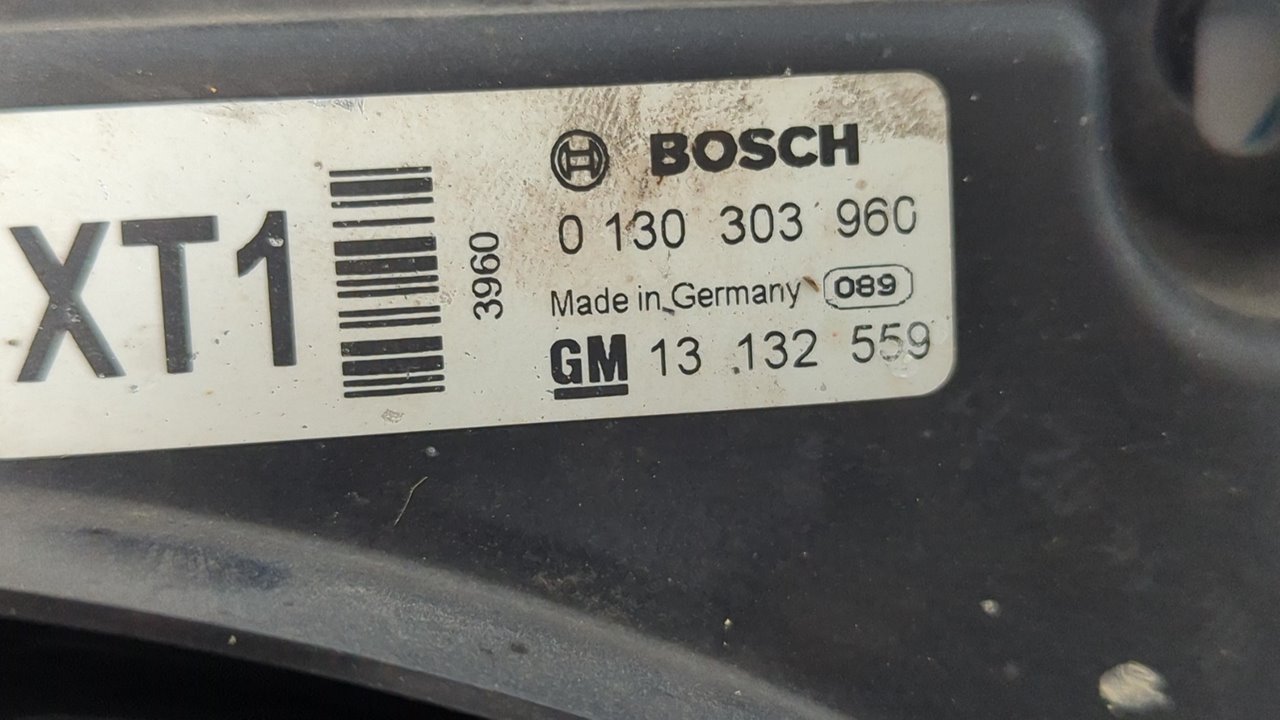 XT1
3960
BOSCH
0 130 303 960
Made in Germany 089
GM 13 132 559